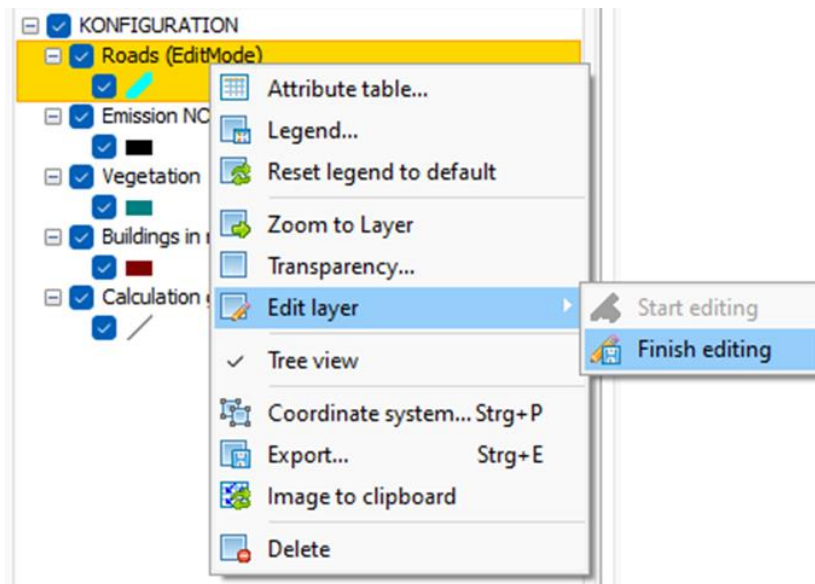 KONFIGURATION
Roads (EditMode)
Emission NO
Vegetation
Buildings in
Calculation
Attribute table...
Legend...
Reset legend to default
Zoom to Layer
Transparency...
Edit layer
Start editing
Finish editing
Tree view
Coordinate system... Strg+P
Export... Strg+E
Image to clipboard
Delete